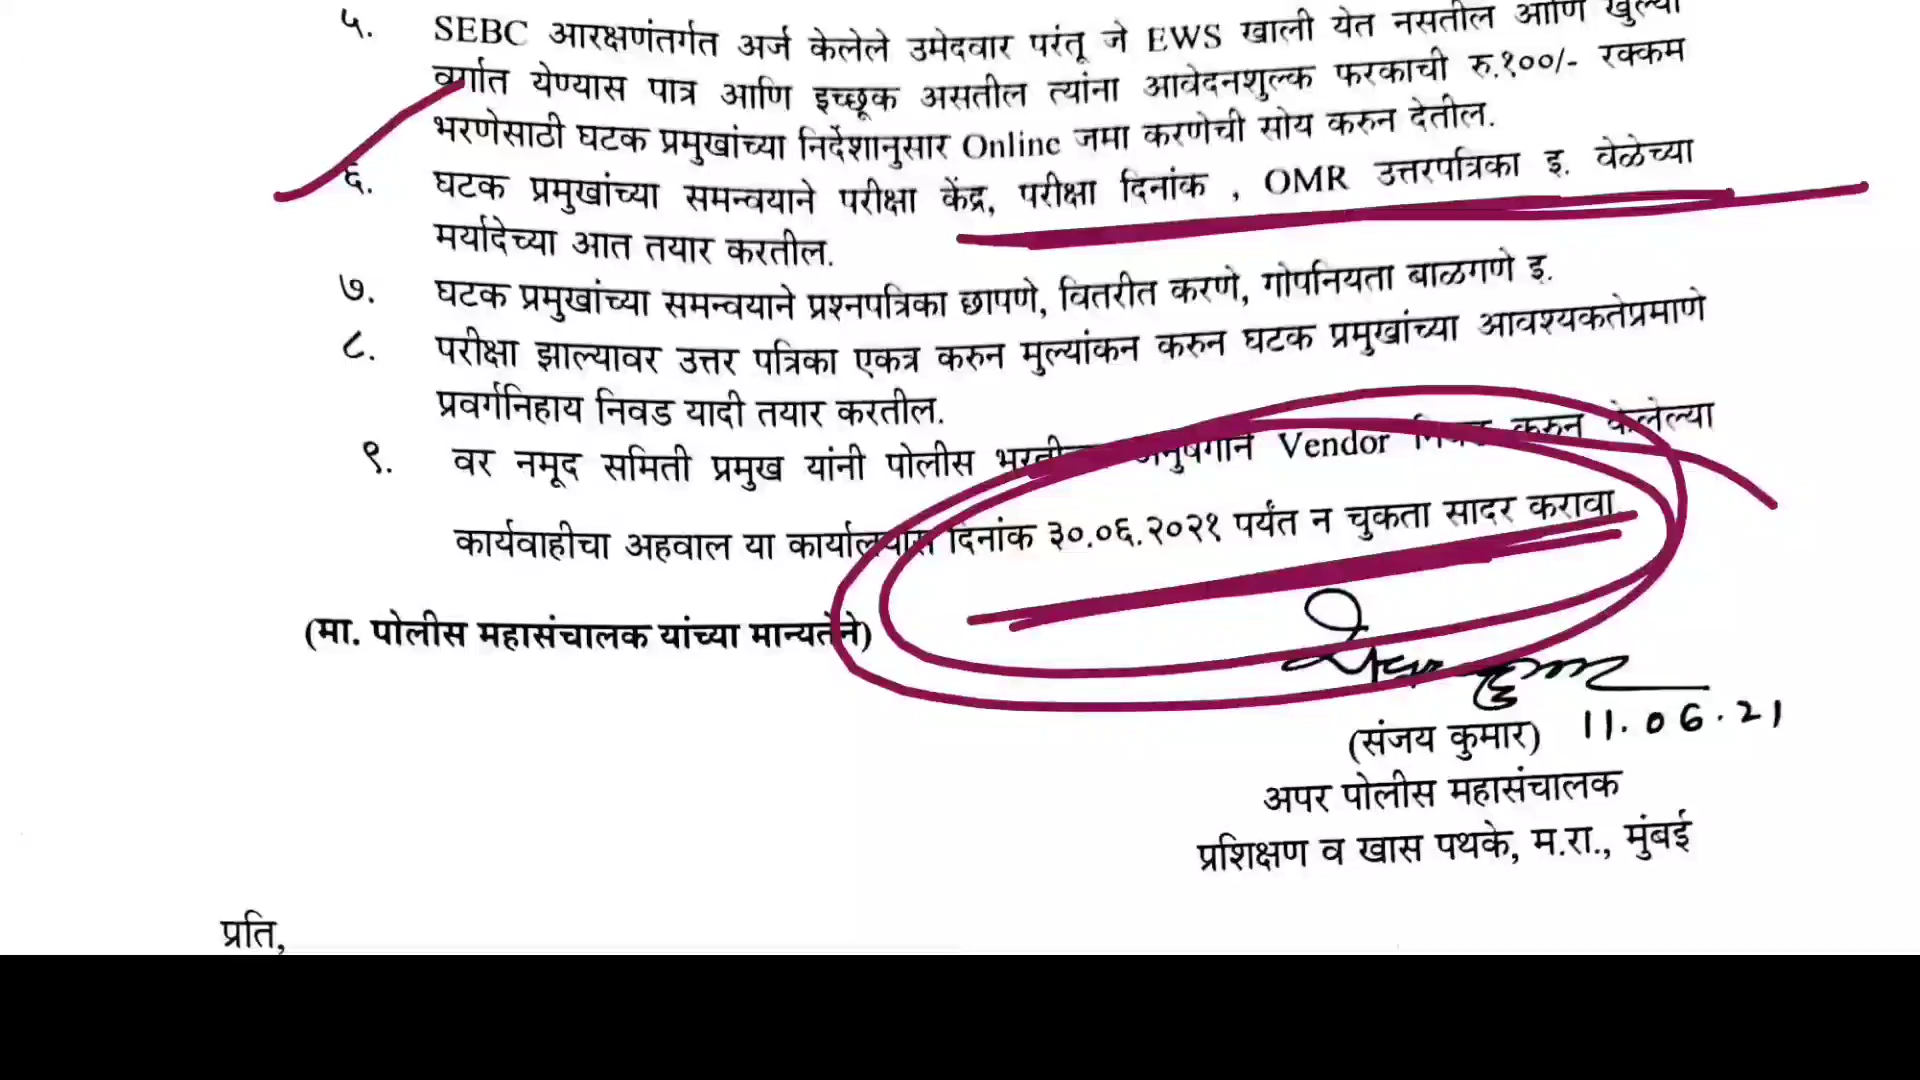 ५. SEBC आरक्षणंतर्गत अर्ज केलेले उमेदवार परंतू जे EWS खाली येत नसतील आणि खुल्या
वर्गात येण्यास पात्र आणि इच्छूक असतील त्यांना आवेदनशुल्क फरकाची रु.१००/- रक्कम
भरणेसाठी घटक प्रमुखांच्या निर्देशानुसार Online जमा करणेची सोय करुन देतील.
६. घटक प्रमुखांच्या समन्वयाने परीक्षा केंद्र, परीक्षा दिनांक , OMR उत्तरपत्रिका इ. वेळेच्या
मर्यादेच्या आत तयार करतील.
७. घटक प्रमुखांच्या समन्वयाने प्रश्नपत्रिका छापणे, वितरीत करणे, गोपनियता बाळगणे इ.
८. परीक्षा झाल्यावर उत्तर पत्रिका एकत्र करुन मुल्यांकन करुन घटक प्रमुखांच्या आवश्यकतेप्रमाणे
प्रवर्गनिहाय निवड यादी तयार करतील.
९. वर नमूद समिती प्रमुख यांनी पोलीस Vendor करुन केलेल्या
कार्यवाहीचा अहवाल या कार्यालयास दिनांक ३०.०६.२०२१ पर्यंत न चुकता सादर करावा
(मा. पोलीस महासंचालक यांच्या मान्यतेने)
(संजय कुमार) 11.06.21
अपर पोलीस महासंचालक
प्रशिक्षण व खास पथके, म.रा., मुंबई
प्रति,